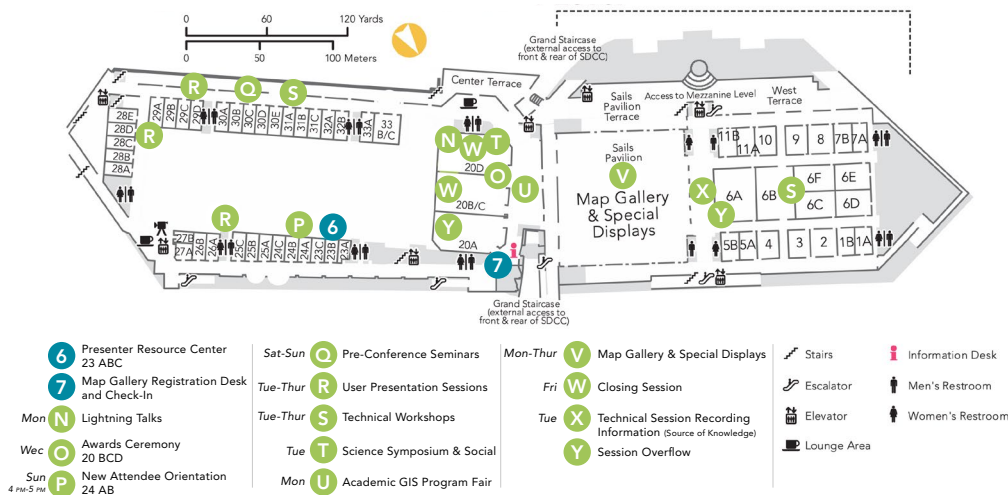 0 60 120 Yards
0 50 100 Meters
Grand Staircase
(external access to
front & rear of SDCC)
Center Terrace
Sails
Pavilion
Terrace
Access to Mezzanine Level
West
Terrace
R Q S
29A 29B 29C 29D 30A 30B 30C 30D 30E 31A 31B 31C 32A 32B 33A 33 B/C
28E
28D
28C
28B
28A
R
N W T
20D
O
W U
20B/C
Y
20A
Sails
Pavilion
V
Map Gallery
& Special
Displays
11B 11A 10 9 8 7B 7A
X
Y
6A 6B S 6F 6E
6C 6D
5B 5A 4 3 2 1B 1A
R P 6
27B
27A 26B 26A 25C 25B 25A 24C 24B 24A 23C 23B 23A
i
7
Grand Staircase
(external access to
front & rear of SDCC)
6 Presenter Resource Center
23 ABC
7 Map Gallery Registration Desk
and Check-In
Mon N Lightning Talks
Wec O Awards Ceremony
20 BCD
Sun P New Attendee Orientation
4 PM-5 PM 24 AB
Sat-Sun Q Pre-Conference Seminars
Tue-Thur R User Presentation Sessions
Tue-Thur S Technical Workshops
Tue T Science Symposium & Social
Mon U Academic GIS Program Fair
Mon-Thur V Map Gallery & Special Displays
Fri W Closing Session
Tue X Technical Session Recording
Information (Source of Knowledge)
Y Session Overflow
Stairs
Escalator
Elevator
Lounge Area
i Information Desk
Men's Restroom
Women's Restroom